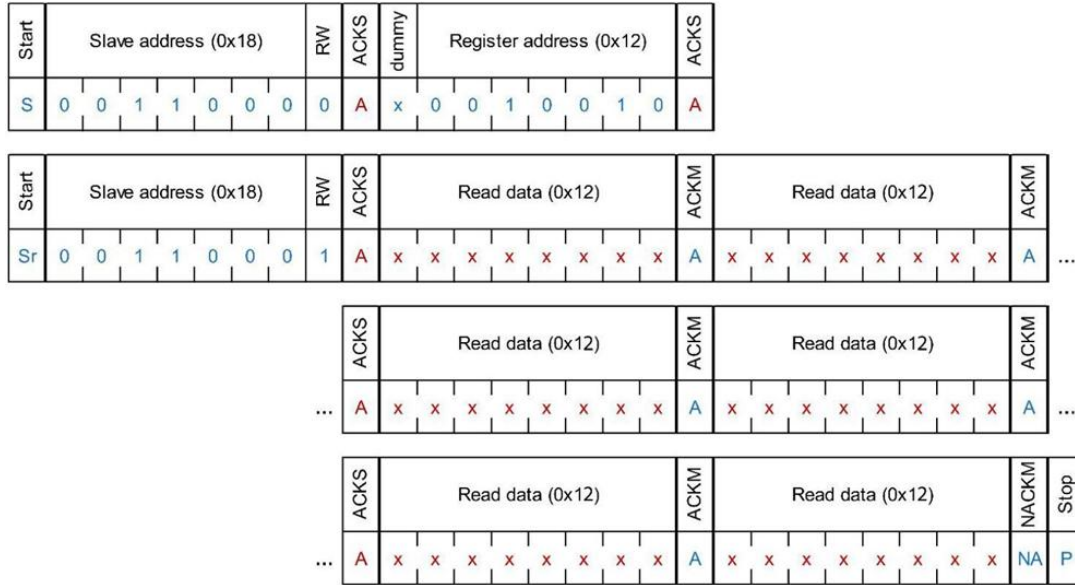 Start Slave address (0x18) RW ACKS dummy Register address (0x12) ACKS
S 0 0 1 1 0 0 0 0 A x 0 0 1 0 0 1 0 A
Start Slave address (0x18) RW ACKS Read data (0x12) ACKM Read data (0x12) ACKM
Sr 0 0 1 1 0 0 0 1 A x x x x x x x x A x x x x x x x x A ...
ACKS Read data (0x12) ACKM Read data (0x12) ACKM
... A x x x x x x x x A x x x x x x x x A ...
ACKS Read data (0x12) ACKM Read data (0x12) NACKM Stop
... A x x x x x x x x A x x x x x x x x NA P